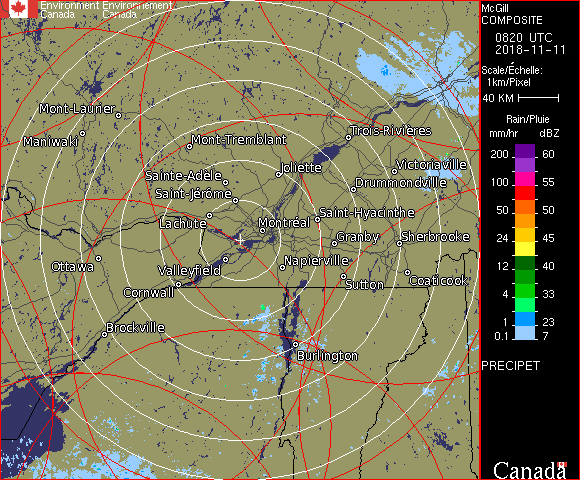 Environment Environnement
Canada Canada
McGill
COMPOSITE
0820 UTC
2018-11-11
Scale/Échelle:
1km/Pixel
40 KM
Rain/Pluie
mm/hr dBZ
200 60
55
100 55
50 50
24 45
12 40
4 33
1 23
0.1 7
PRECIPET
Canada
Mont-Laurier
Maniwaki
Mont-Tremblant
Trois-Rivières
Joliette
Victoriaville
Sainte-Adèle
Drummondville
Saint-Jérôme
Saint-Hyacinthe
Lachute
Montréal
Granby
Sherbrooke
Ottawa
Valleyfield
Napierville
Coaticook
Cornwall
Sutton
Brockville
Burlington